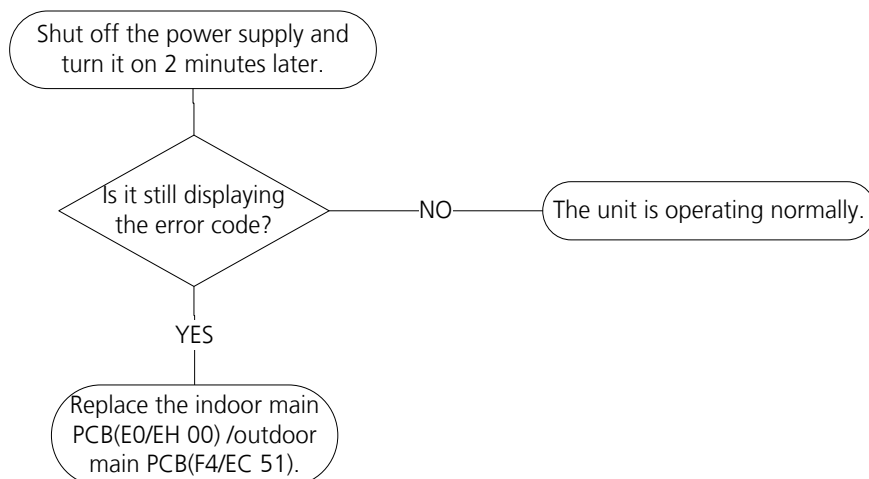 Shut off the power supply and
turn it on 2 minutes later.
Is it still displaying
the error code?
NO
The unit is operating normally.
YES
Replace the indoor main
PCB(E0/EH 00) /outdoor
main PCB(F4/EC 51).